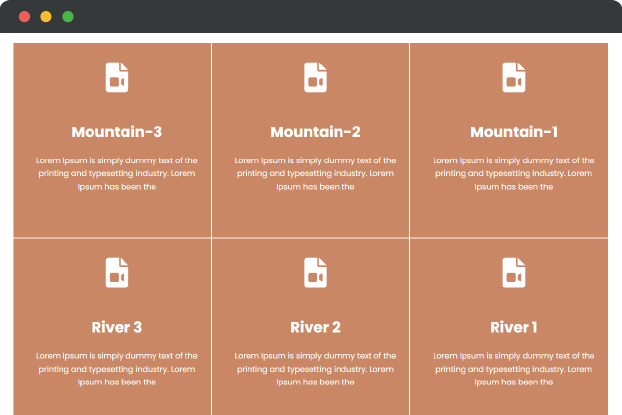 Mountain-3
Lorem Ipsum is simply dummy text of the
printing and typesetting industry. Lorem
Ipsum has been the
Mountain-2
Lorem Ipsum is simply dummy text of the
printing and typesetting industry. Lorem
Ipsum has been the
Mountain-1
Lorem Ipsum is simply dummy text of the
printing and typesetting industry. Lorem
Ipsum has been the
River 3
Lorem Ipsum is simply dummy text of the
printing and typesetting industry. Lorem
Ipsum has been the
River 2
Lorem Ipsum is simply dummy text of the
printing and typesetting industry. Lorem
Ipsum has been the
River 1
Lorem Ipsum is simply dummy text of the
printing and typesetting industry. Lorem
Ipsum has been the